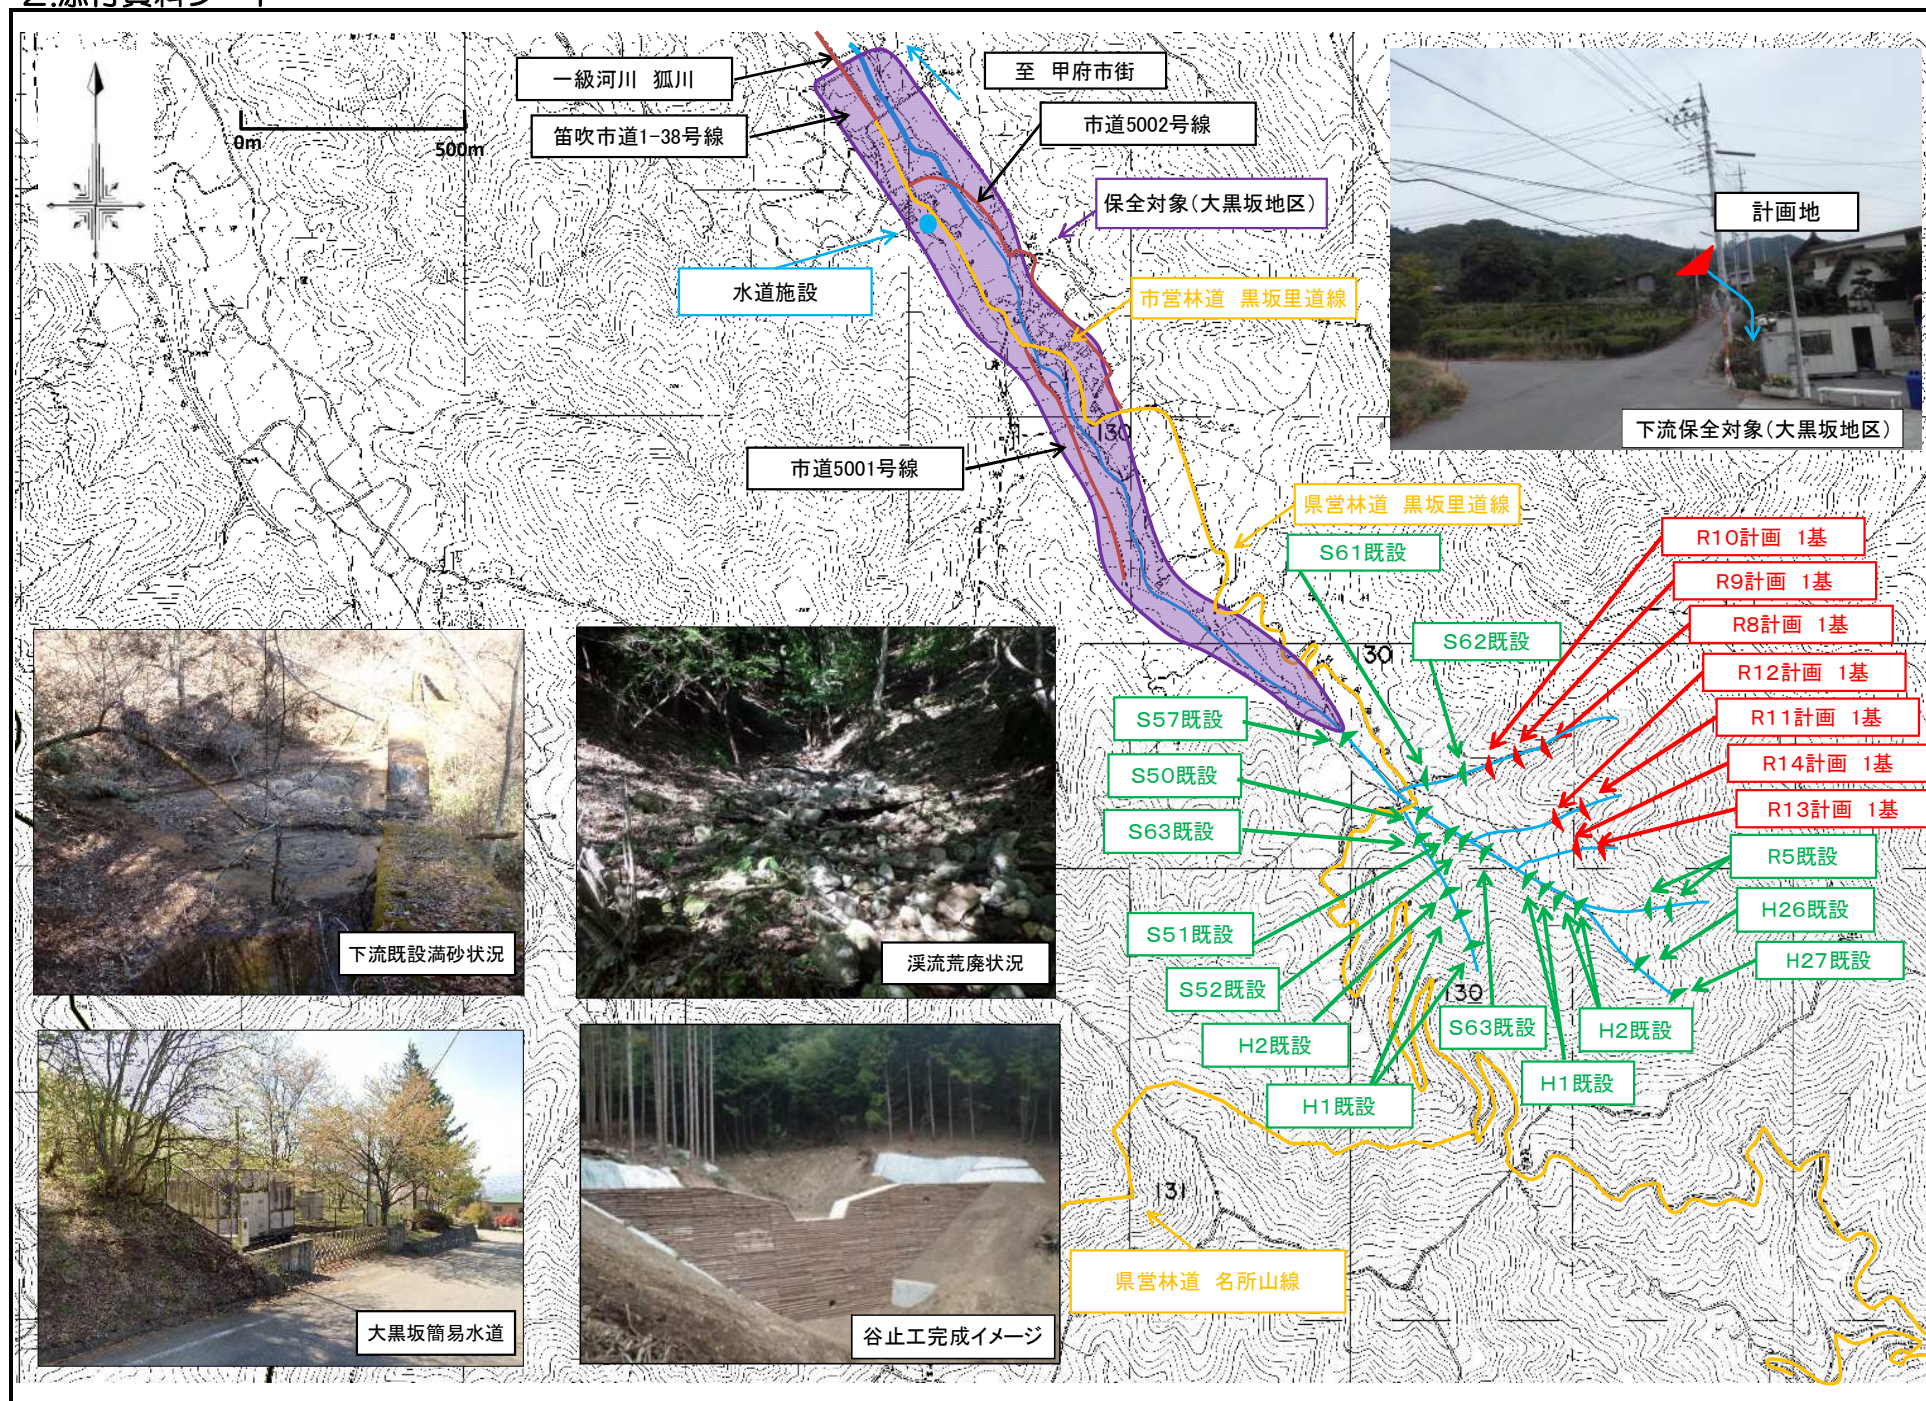 2.添付資料シート
一級河川 狐川
至 甲府市街
笛吹市道1-38号線
市道5002号線
0m
500m
保全対象(大黒坂地区)
計画地
水道施設
市営林道 黒坂里道線
下流保全対象(大黒坂地区)
130
市道5001号線
県営林道 黒坂里道線
S61既設
R10計画 1基
R9計画 1基
R8計画 1基
S62既設
30
R12計画 1基
S57既設
R11計画 1基
S50既設
R14計画 1基
S63既設
R13計画 1基
R5既設
S51既設
H26既設
下流既設満砂状況
渓流荒廃状況
H27既設
S52既設
130
S63既設
H2既設
H2既設
H1既設
H1既設
131
県営林道 名所山線
大黒坂簡易水道
谷止工完成イメージ